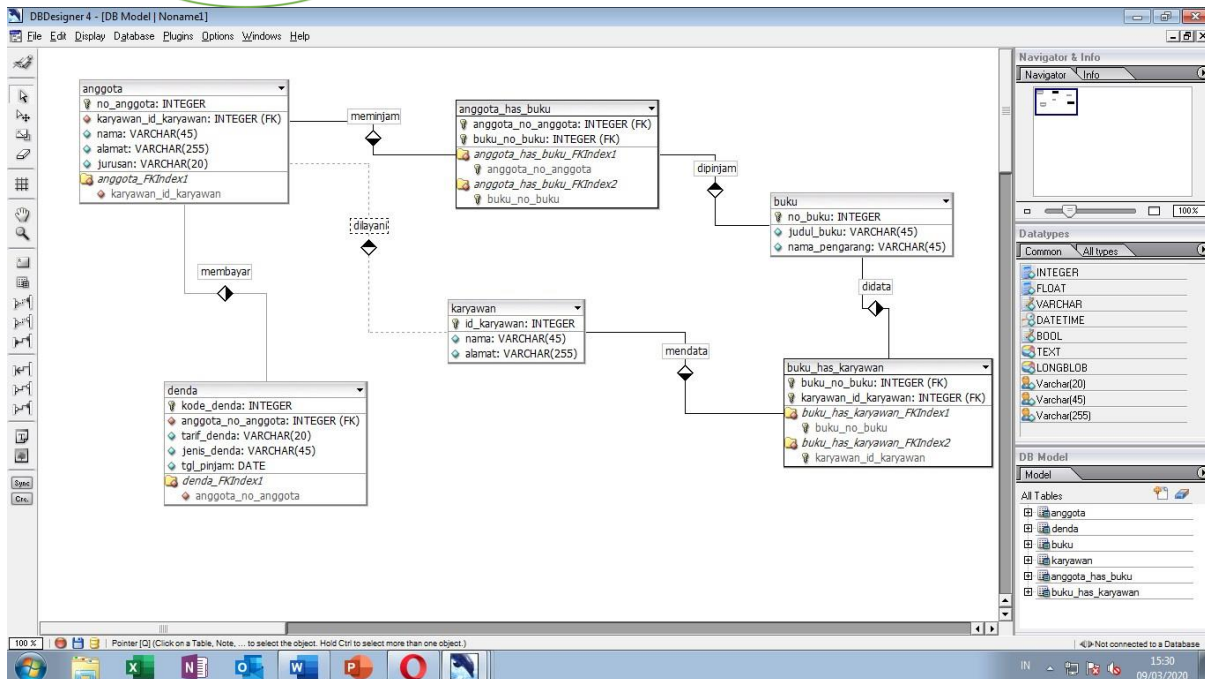 DBDesigner 4 - [DB Model | Noname1]
File Edit Display Database Plugins Options Windows Help
anggota
no_anggota: INTEGER
karyawan_id_karyawan: INTEGER (FK)
nama: VARCHAR(45)
alamat: VARCHAR(255)
jurusan: VARCHAR(20)
anggota_FKIndex1
karyawan_id_karyawan
meminjam
anggota_has_buku
anggota_no_anggota: INTEGER (FK)
buku_no_buku: INTEGER (FK)
anggota_has_buku_FKIndex1
anggota_no_anggota
anggota_has_buku_FKIndex2
buku_no_buku
dipinjam
buku
no_buku: INTEGER
judul_buku: VARCHAR(45)
nama_pengarang: VARCHAR(45)
dilayani
membayar
didata
karyawan
id_karyawan: INTEGER
nama: VARCHAR(45)
alamat: VARCHAR(255)
mendata
buku_has_karyawan
buku_no_buku: INTEGER (FK)
karyawan_id_karyawan: INTEGER (FK)
buku_has_karyawan_FKIndex1
buku_no_buku
buku_has_karyawan_FKIndex2
karyawan_id_karyawan
denda
kode_denda: INTEGER
anggota_no_anggota: INTEGER (FK)
tarif_denda: VARCHAR(20)
jenis_denda: VARCHAR(45)
tgl_pinjam: DATE
denda_FKIndex1
anggota_no_anggota
Navigator & Info
Navigator Info
100%
Datatypes
Common All types
INTEGER
FLOAT
VARCHAR
DATETIME
BOOL
TEXT
LONGBLOB
Varchar(20)
Varchar(45)
Varchar(255)
DB Model
Model
All Tables
anggota
denda
buku
karyawan
anggota_has_buku
buku_has_karyawan
Sync
100 % Pointer [Q] (Click on a Table, Note, ... to select the object. Hold Ctrl to select more than one object.) Not connected to a Database
IN 15:30
09/03/2020